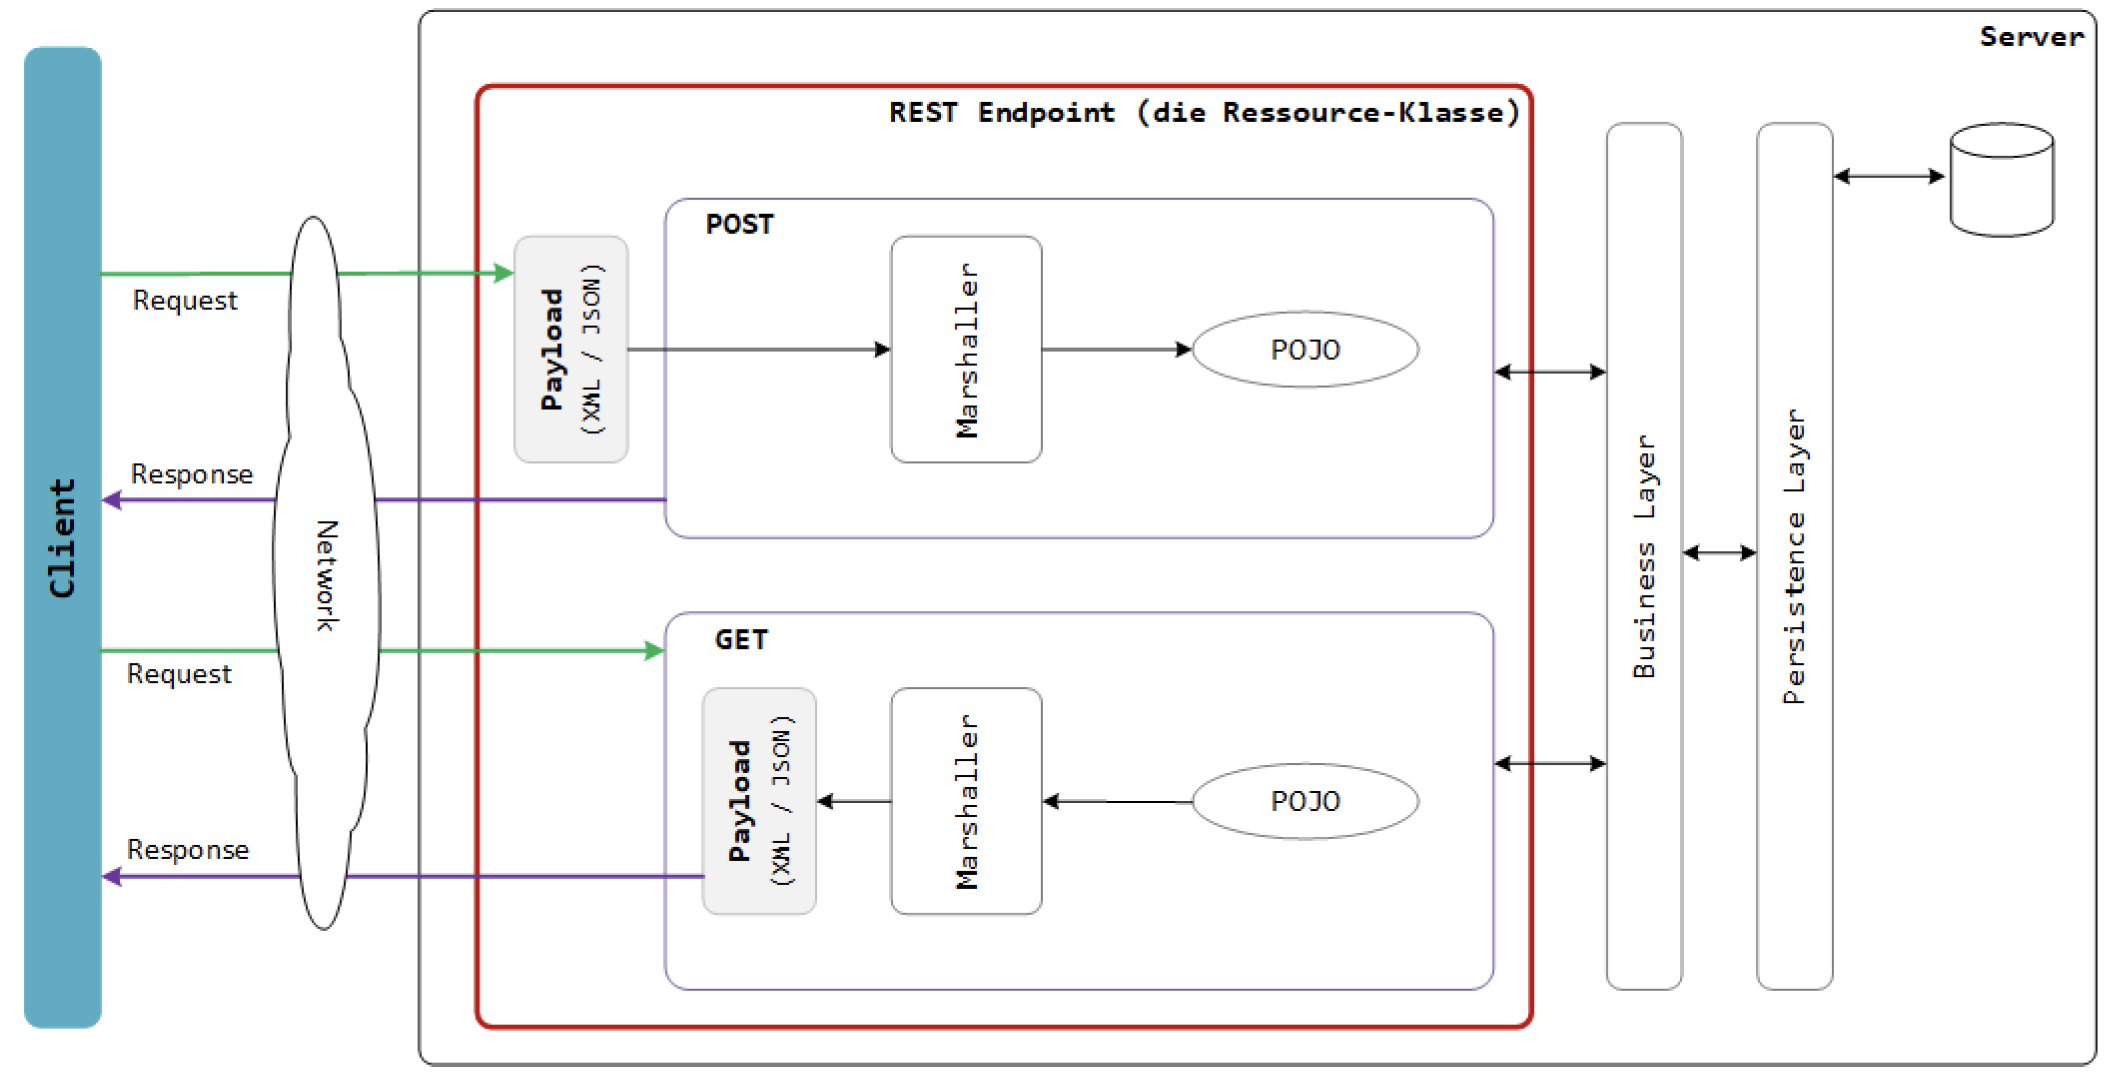 Server
REST Endpoint (die Ressource-Klasse)
Client
Network
Request
Response
POST
Payload
(XML / JSON)
Marshaller
POJO
Request
Response
GET
Payload
(XML / JSON)
Marshaller
POJO
Business Layer
Persistence Layer